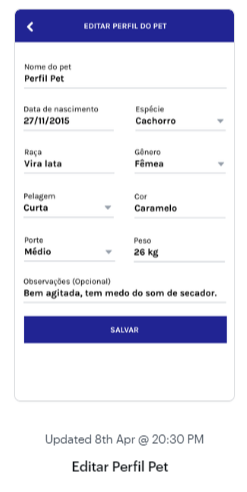 EDITAR PERFIL DO PET
Nome do pet
Perfil Pet
Data de nascimento
27/11/2015
Espécie
Cachorro
Raça
Vira lata
Gênero
Fêmea
Pelagem
Curta
Cor
Caramelo
Porte
Médio
Peso
26 kg
Observações (Opcional)
Bem agitada, tem medo do som de secador.
SALVAR
Updated 8th Apr @ 20:30 PM
Editar Perfil Pet